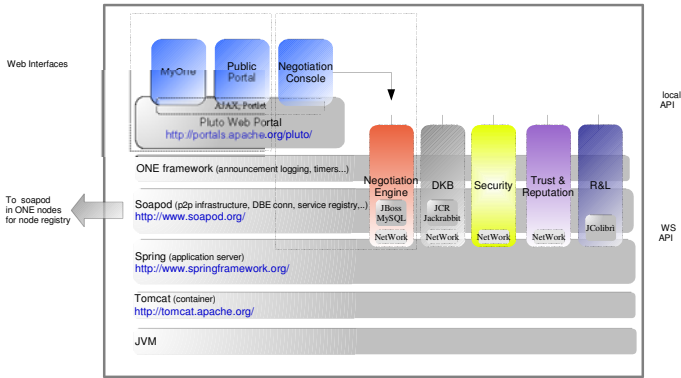 Web Interfaces
MyOne
Public
Portal
Negotiation
Console
AJAX, Portlet
Pluto Web Portal
http://portals.apache.org/pluto/
local
API
ONE framework (announcement logging, timers...)
Negotiation
Engine
JBoss
MySQL
NetWork
DKB
JCR
Jackrabbit
NetWork
Security
NetWork
Trust &
Reputation
NetWork
R&L
JColibri
To soapod
in ONE nodes
for node registry
Soapod (p2p infrastructure, DBE conn, service registry,..)
http://www.soapod.org/
WS
API
Spring (application server)
http://www.springframework.org/
Tomcat (container)
http://tomcat.apache.org/
JVM